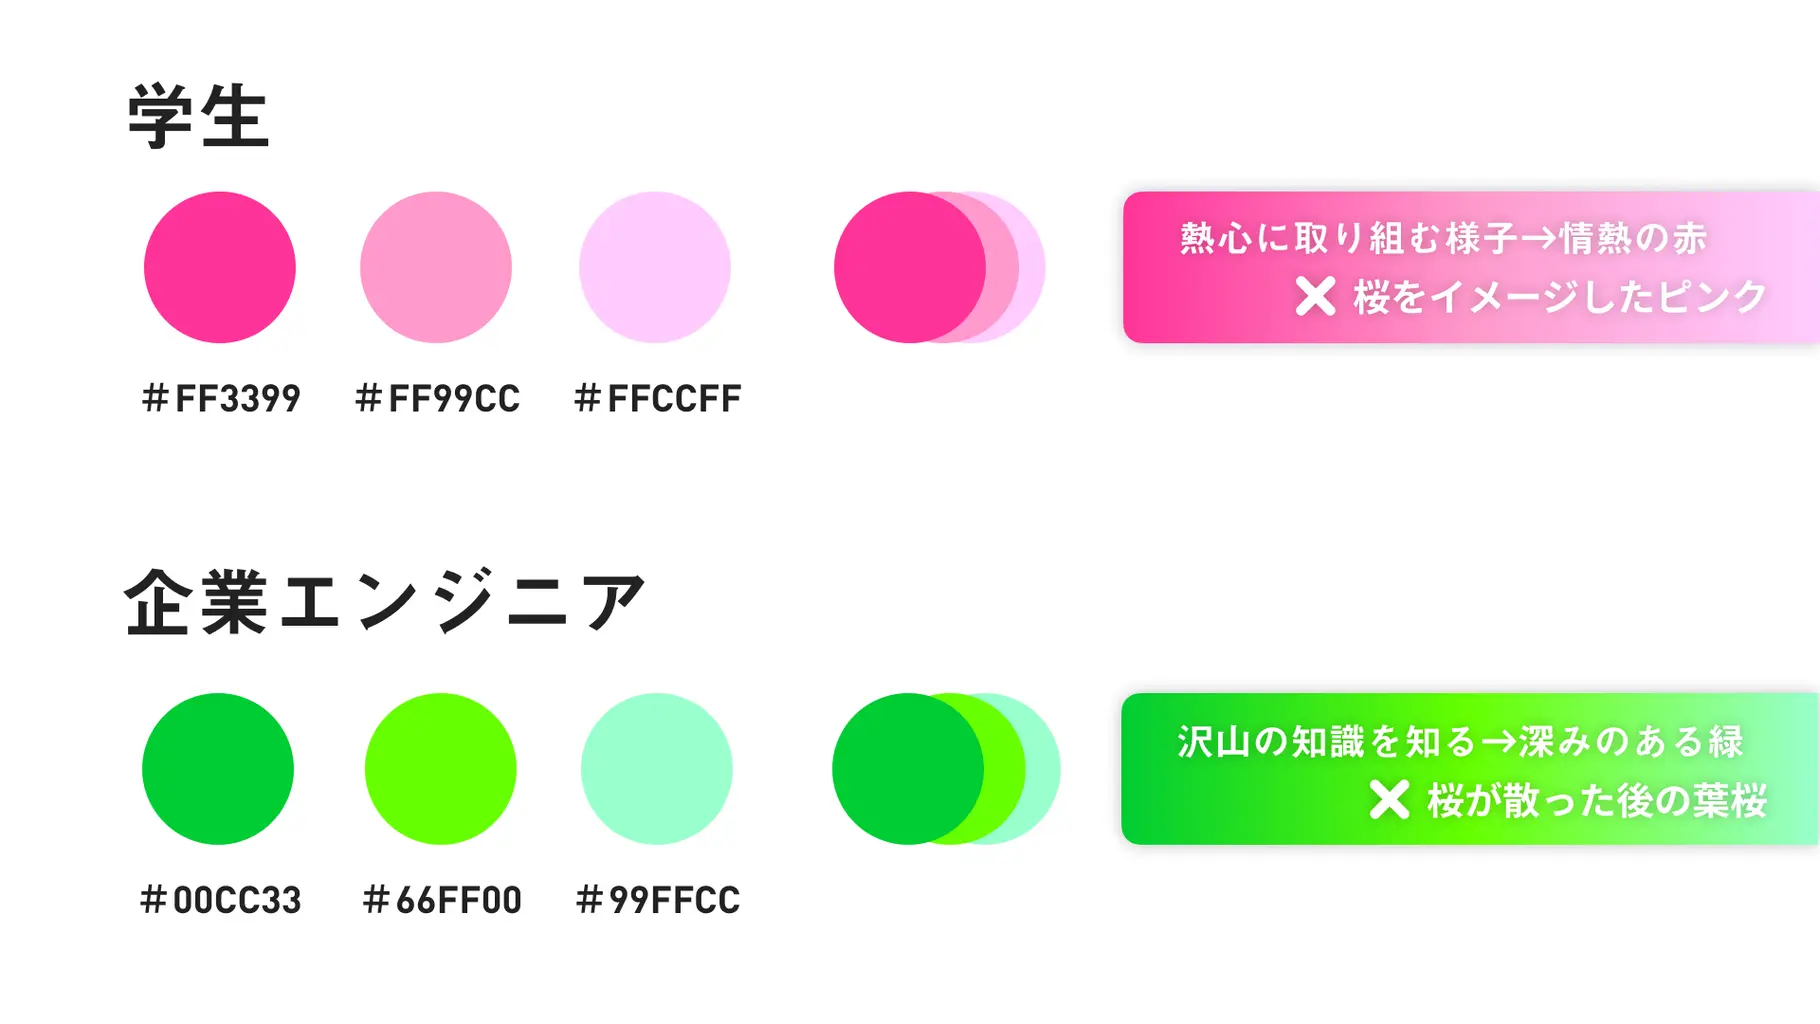 学生
#FF3399 #FF99CC #FFCCFF
熱心に取り組む様子→情熱の赤
✖ 桜をイメージしたピンク
企業エンジニア
#00CC33 #66FF00 #99FFCC
沢山の知識を知る→深みのある緑
✖ 桜が散った後の葉桜